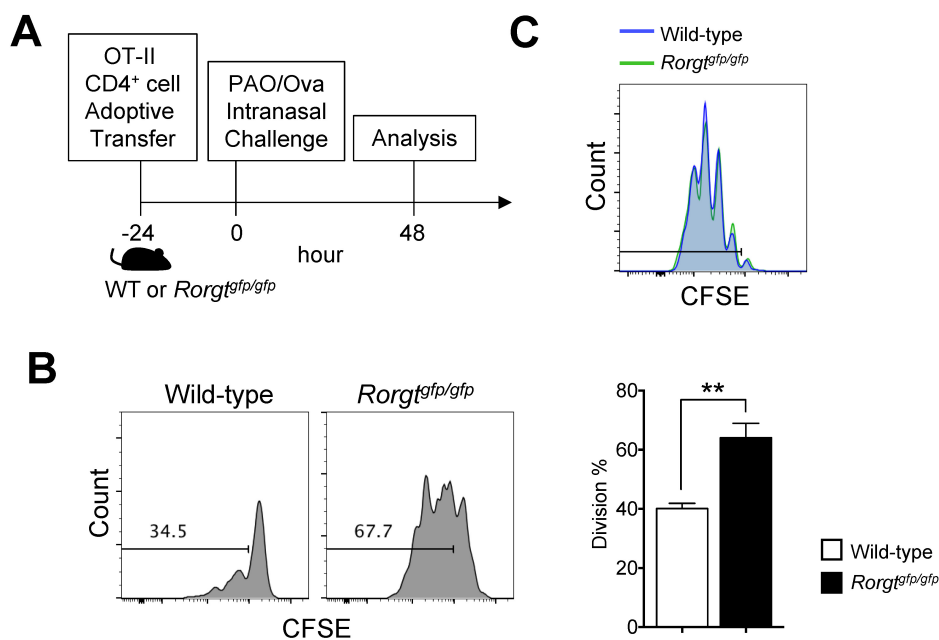 A
OT-II
CD4⁺ cell
Adoptive
Transfer
PAO/Ova
Intranasal
Challenge
Analysis
-24
0
48
hour
WT or Rorgt^gfp/gfp
C
Wild-type
Rorgt^gfp/gfp
Count
CFSE
B
Wild-type
Rorgt^gfp/gfp
Count
34.5
67.7
CFSE
**
80
60
40
20
0
Division %
Wild-type
Rorgt^gfp/gfp